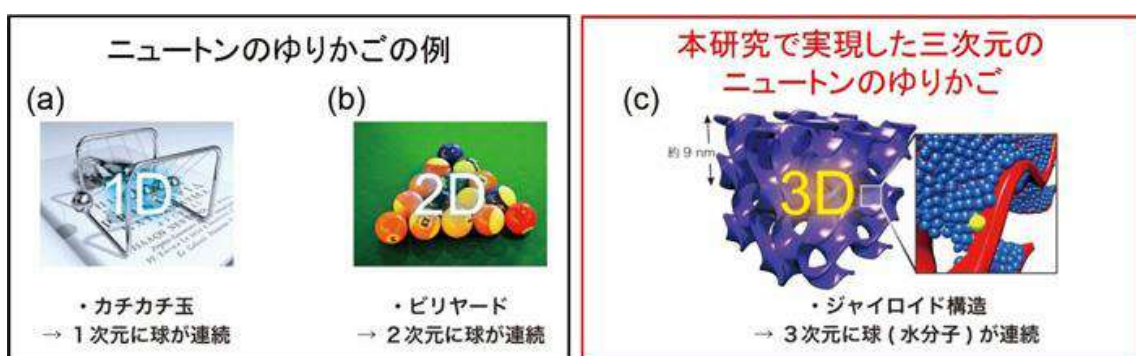 ニュートンのゆりかごの例
(a)
(b)
1D
2D
・カチカチ玉
→ 1次元に球が連続
・ビリヤード
→ 2次元に球が連続
本研究で実現した三次元の
ニュートンのゆりかご
(c)
約9 nm
3D
・ジャイロイド構造
→ 3次元に球(水分子)が連続